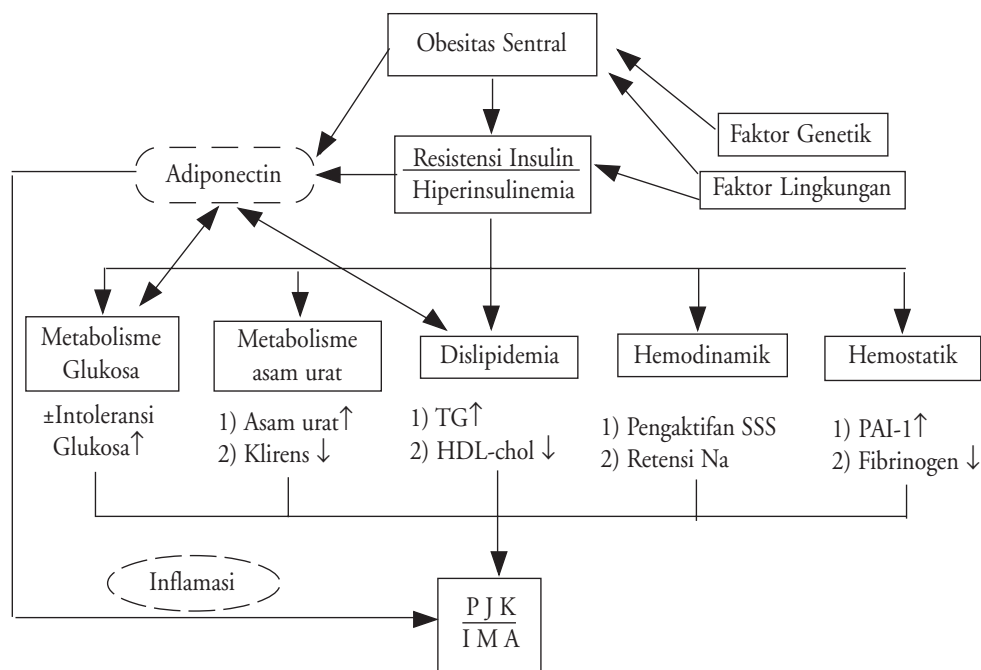 Obesitas Sentral
Faktor Genetik
Resistensi Insulin
Hiperinsulinemia
Adiponectin
Faktor Lingkungan
Metabolisme
Glukosa
Metabolisme
asam urat
Dislipidemia
Hemodinamik
Hemostatik
±Intoleransi
Glukosa↑
1) Asam urat↑
2) Klirens ↓
1) TG↑
2) HDL-chol ↓
1) Pengaktifan SSS
2) Retensi Na
1) PAI-1↑
2) Fibrinogen ↓
Inflamasi
P J K
I M A